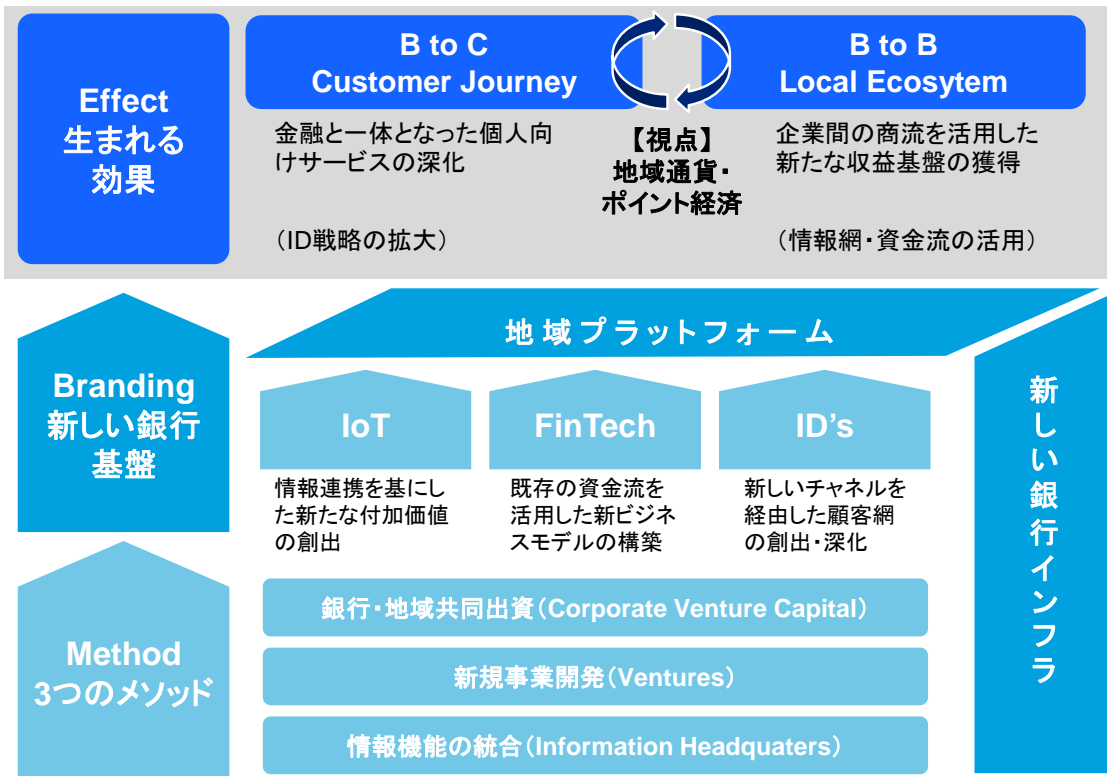 Effect
生まれる
効果
B to C
Customer Journey
B to B
Local Ecosytem
金融と一体となった個人向
けサービスの深化
(ID戦略の拡大)
【視点】
地域通貨・
ポイント経済
企業間の商流を活用した
新たな収益基盤の獲得
(情報網・資金流の活用)
Branding
新しい銀行
基盤
地域プラットフォーム
新しい銀行インフラ
IoT
FinTech
ID’s
情報連携を基にし
た新たな付加価値
の創出
既存の資金流を
活用した新ビジネ
スモデルの構築
新しいチャネルを
経由した顧客網
の創出・深化
Method
3つのメソッド
銀行・地域共同出資(Corporate Venture Capital)
新規事業開発(Ventures)
情報機能の統合(Information Headquaters)